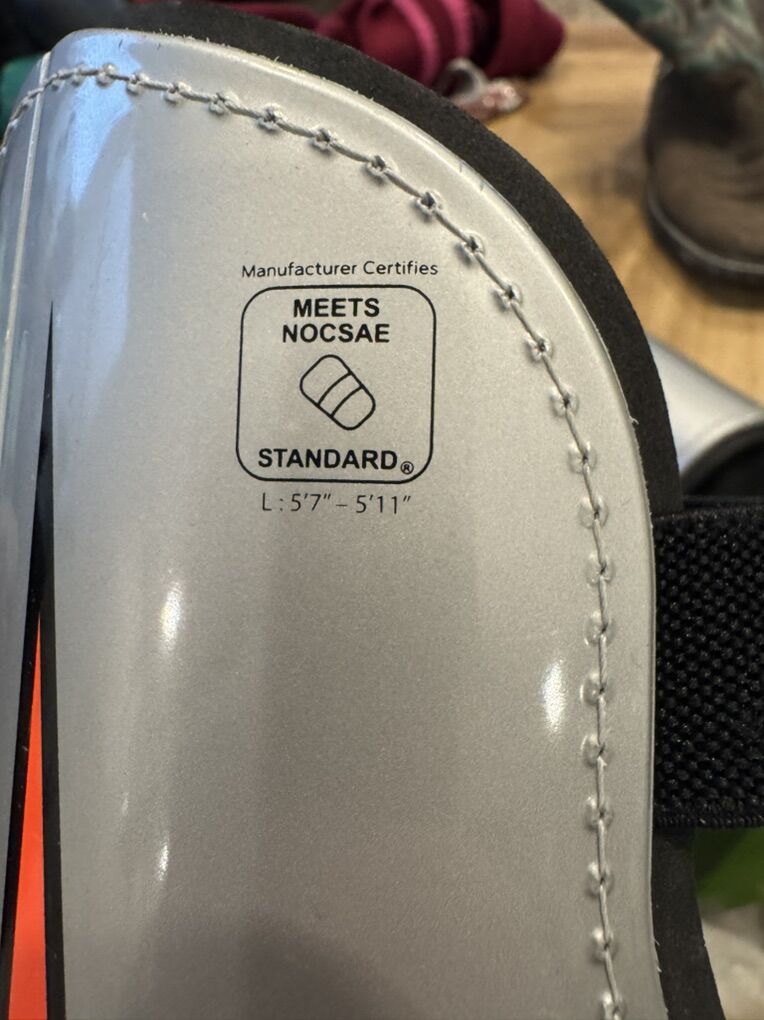 Manufacturer Certifies
MEETS
NOCSAE
STANDARD®
L : 5'7" – 5'11"